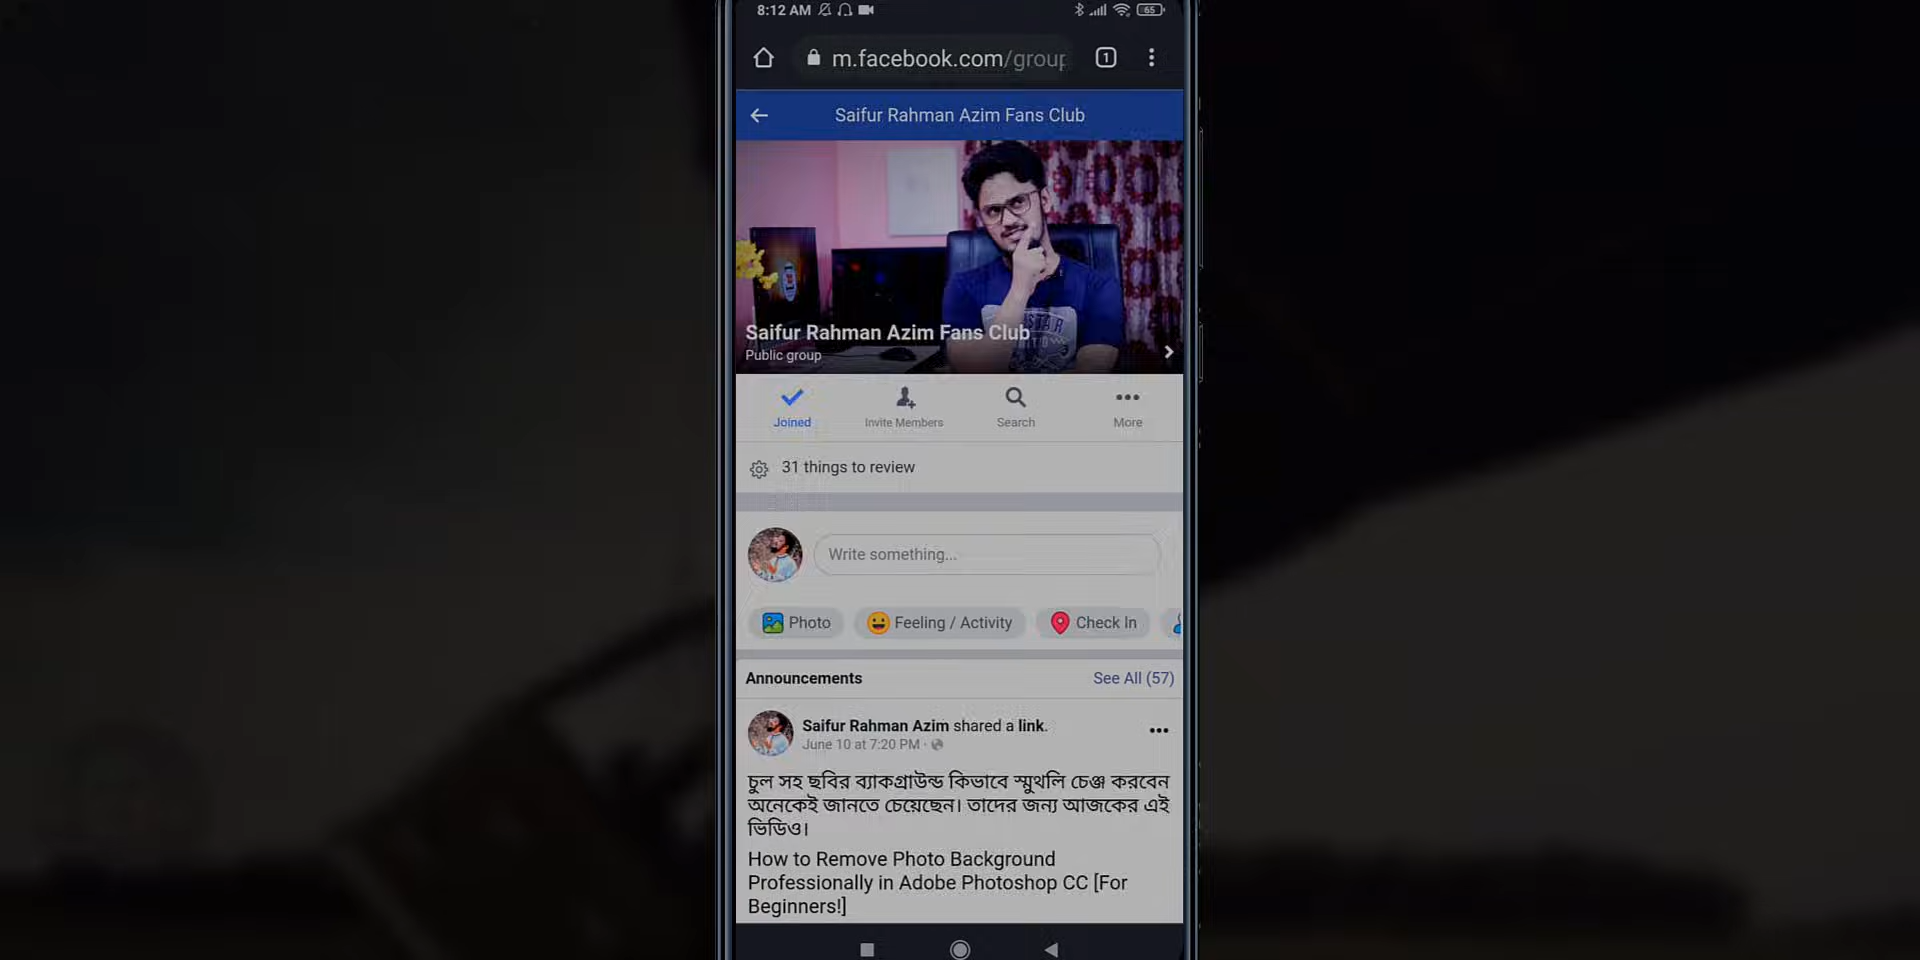 8:12 AM
65
m.facebook.com/group
1
Saifur Rahman Azim Fans Club
STAR
Saifur Rahman Azim Fans Club
Public group
Joined
Invite Members
Search
More
31 things to review
Write something...
Photo
Feeling / Activity
Check In
Announcements
See All (57)
Saifur Rahman Azim shared a link.
June 10 at 7:20 PM ·
চুল সহ ছবির ব্যাকগ্রাউন্ড কিভাবে স্মুথলি চেঞ্জ করবেন
অনেকেই জানতে চেয়েছেন। তাদের জন্য আজকের এই
ভিডিও।
How to Remove Photo Background
Professionally in Adobe Photoshop CC [For
Beginners!]